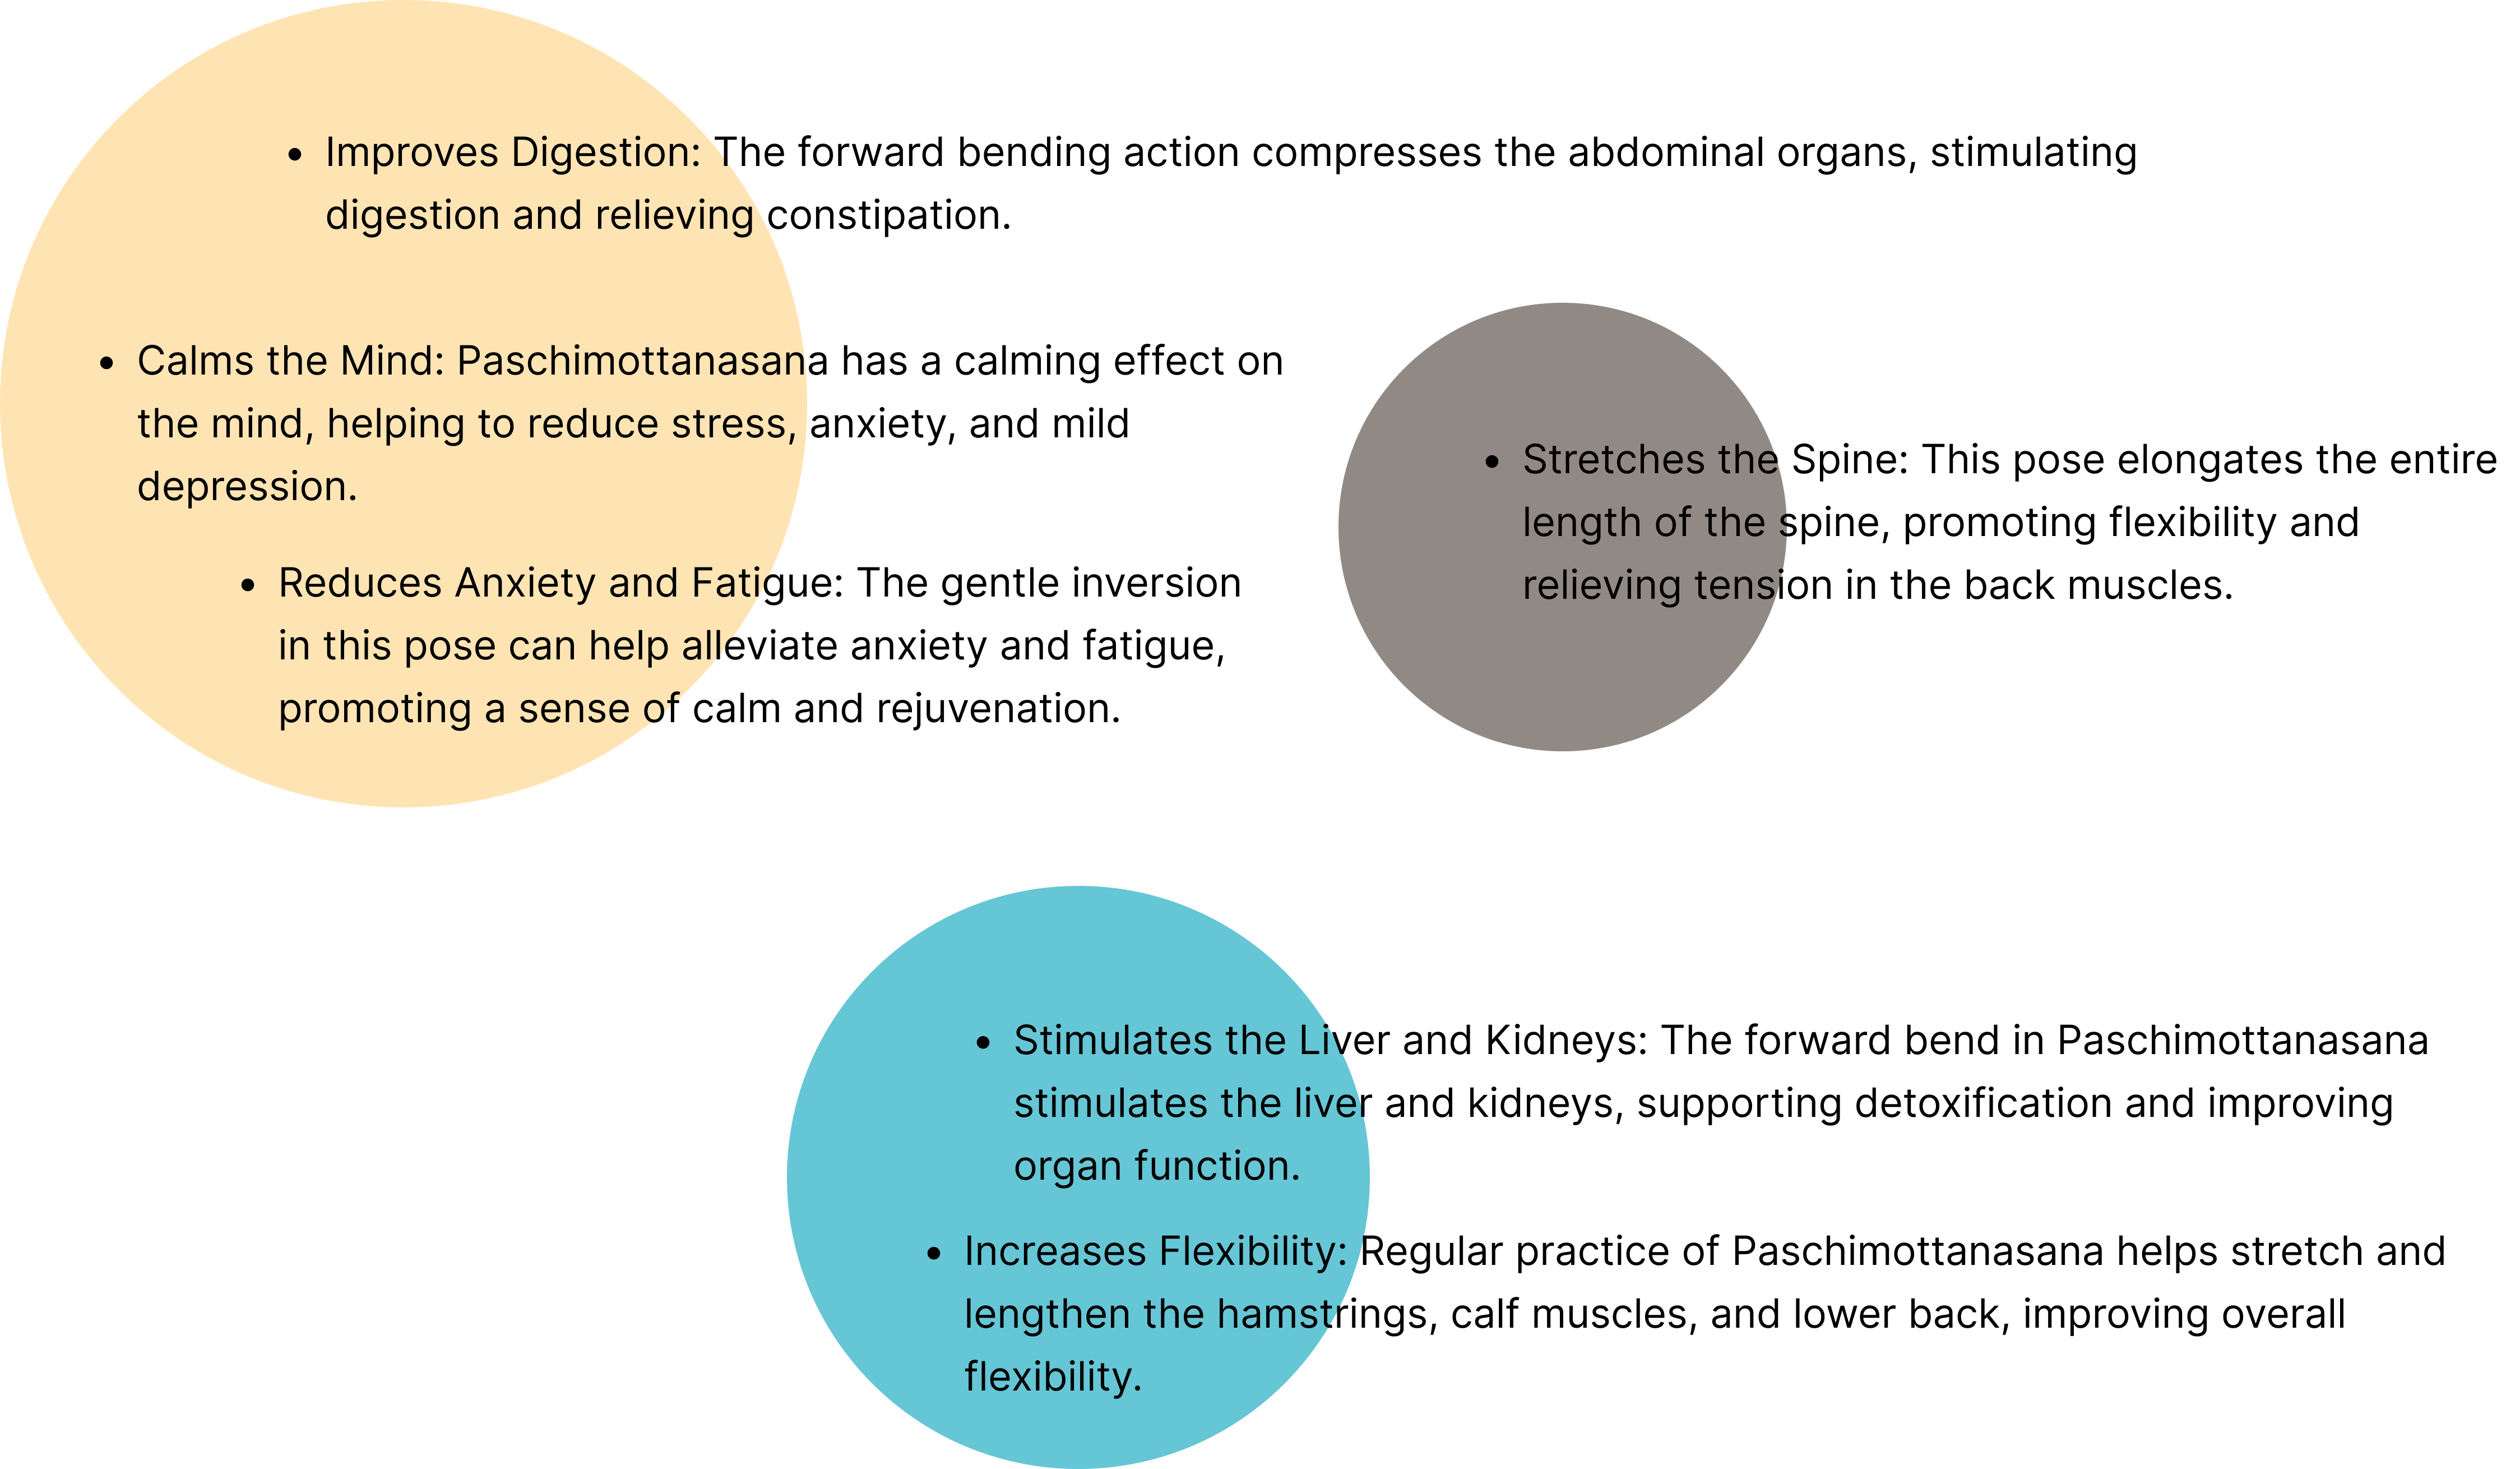 • Improves Digestion: The forward bending action compresses the abdominal organs, stimulating
digestion and relieving constipation.
• Calms the Mind: Paschimottanasana has a calming effect on
the mind, helping to reduce stress, anxiety, and mild
depression.
• Reduces Anxiety and Fatigue: The gentle inversion
in this pose can help alleviate anxiety and fatigue,
promoting a sense of calm and rejuvenation.
• Stretches the Spine: This pose elongates the entire
length of the spine, promoting flexibility and
relieving tension in the back muscles.
• Stimulates the Liver and Kidneys: The forward bend in Paschimottanasana
stimulates the liver and kidneys, supporting detoxification and improving
organ function.
• Increases Flexibility: Regular practice of Paschimottanasana helps stretch and
lengthen the hamstrings, calf muscles, and lower back, improving overall
flexibility.